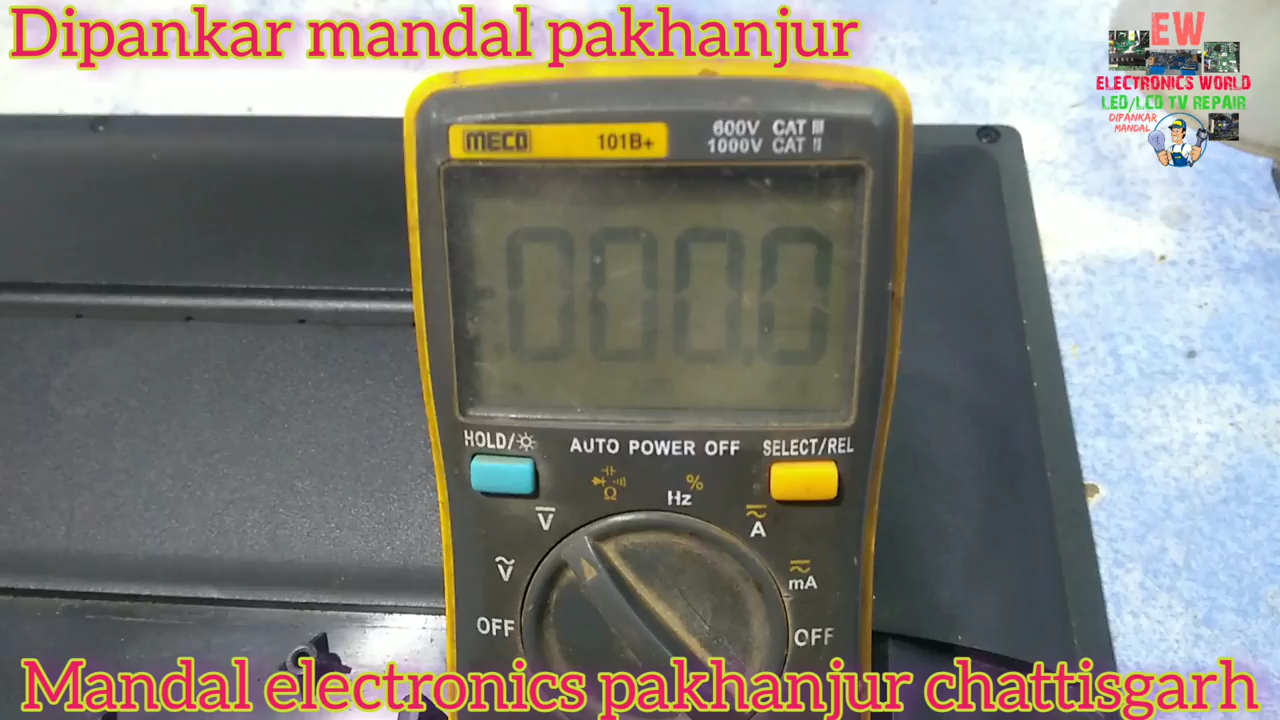 Dipankar mandal pakhanjur
EW
ELECTRONICS WORLD
LED/LCD TV REPAIR
DIPANKAR
MANDAL
MECO 101B+
600V CAT III
1000V CAT II
000.0
HOLD/
AUTO POWER OFF
SELECT/REL
Ω
Hz %
V
A
V
mA
OFF
OFF
Mandal electronics pakhanjur chattisgarh